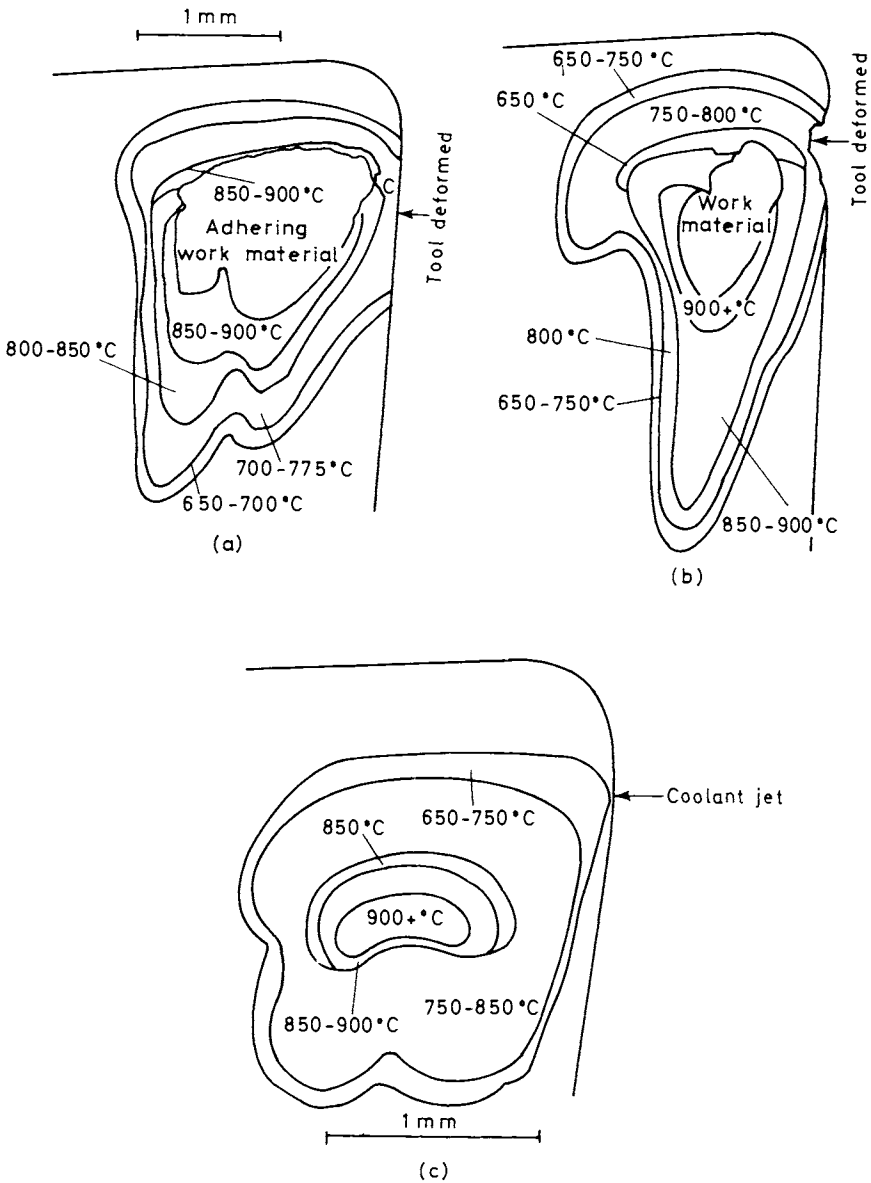 1 mm
850-900°C
C
Adhering
work material
850-900°C
800-850°C
700-775°C
650-700°C
Tool deformed
(a)
650-750°C
650°C
750-800°C
Tool deformed
Work
material
900+°C
800°C
650-750°C
850-900°C
(b)
Coolant jet
650-750°C
850°C
900+°C
850-900°C
750-850°C
1 mm
(c)